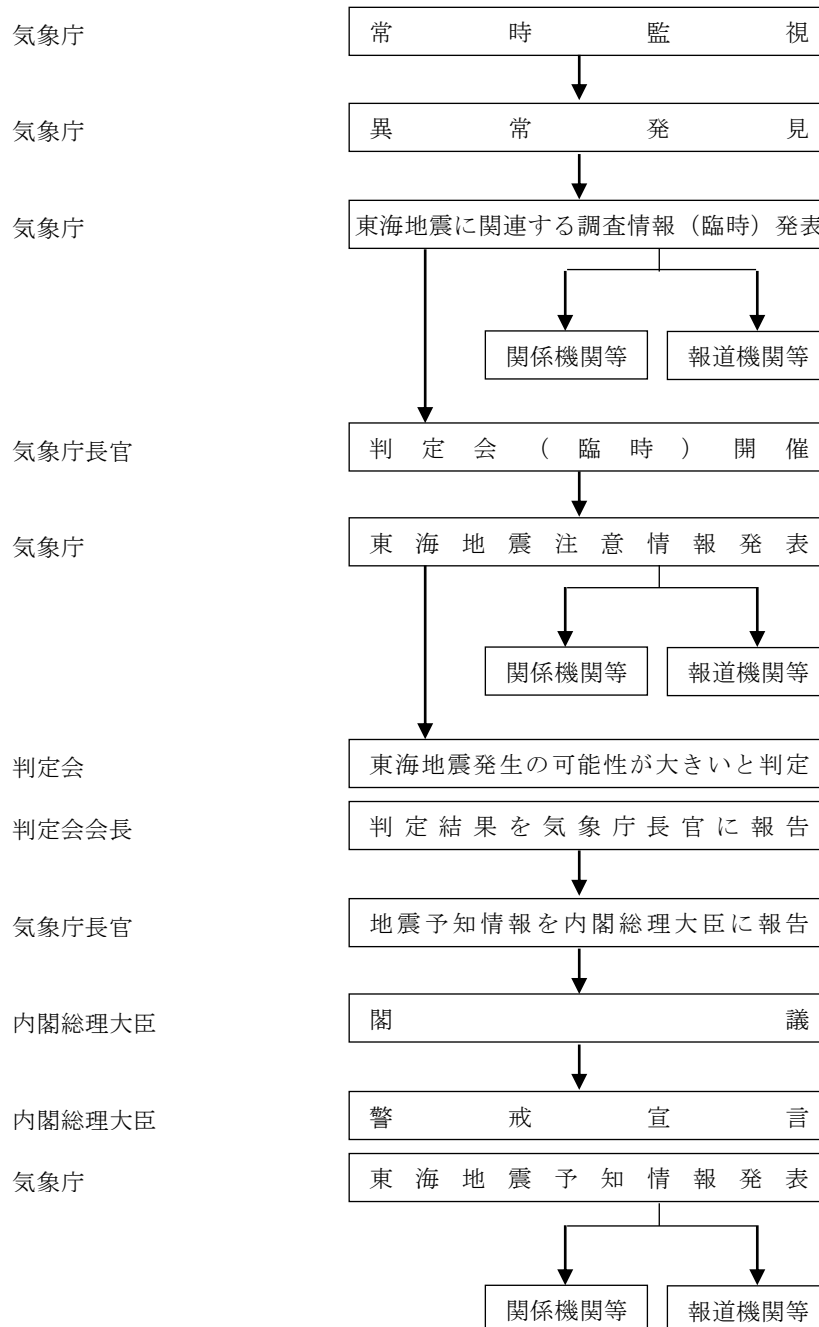 気象庁 常時監視
気象庁 異常発見
気象庁 東海地震に関連する調査情報（臨時）発表
関係機関等 報道機関等
気象庁長官 判定会（臨時）開催
気象庁 東海地震注意情報発表
関係機関等 報道機関等
判定会 東海地震発生の可能性が大きいと判定
判定会会長 判定結果を気象庁長官に報告
気象庁長官 地震予知情報を内閣総理大臣に報告
内閣総理大臣 閣議
内閣総理大臣 警戒宣言
気象庁 東海地震予知情報発表
関係機関等 報道機関等